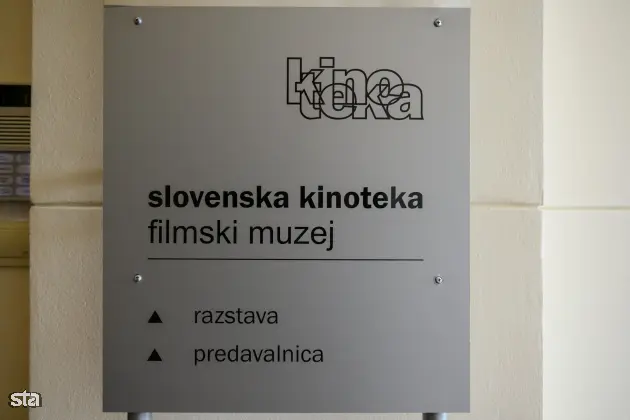 kino
teka
slovenska kinoteka
filmski muzej
▲ razstava
▲ predavalnica
sta